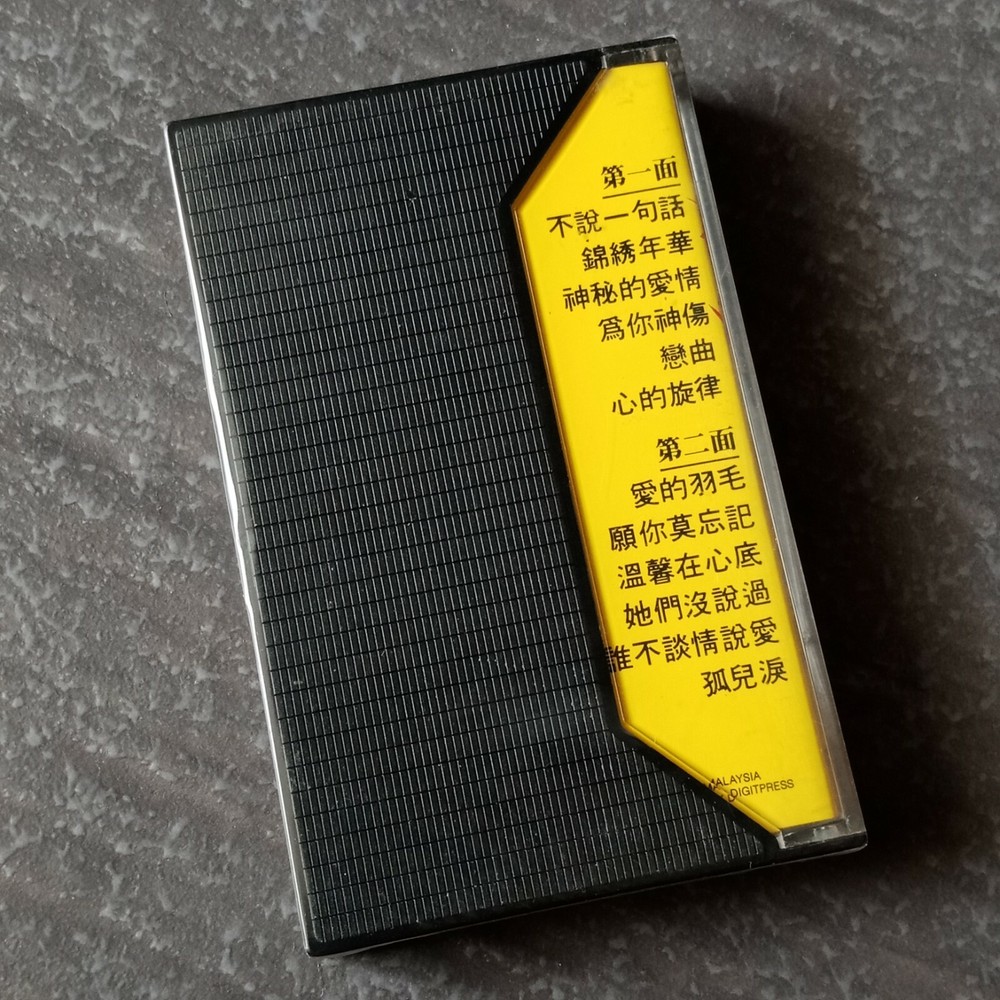 第一面
不說一句話
錦綉年華
神秘的愛情
爲你神傷
戀曲
心的旋律
第二面
愛的羽毛
願你莫忘記
溫馨在心底
她們沒說過
誰不談情說愛
孤兒淚
MALAYSIA
DIGITPRESS